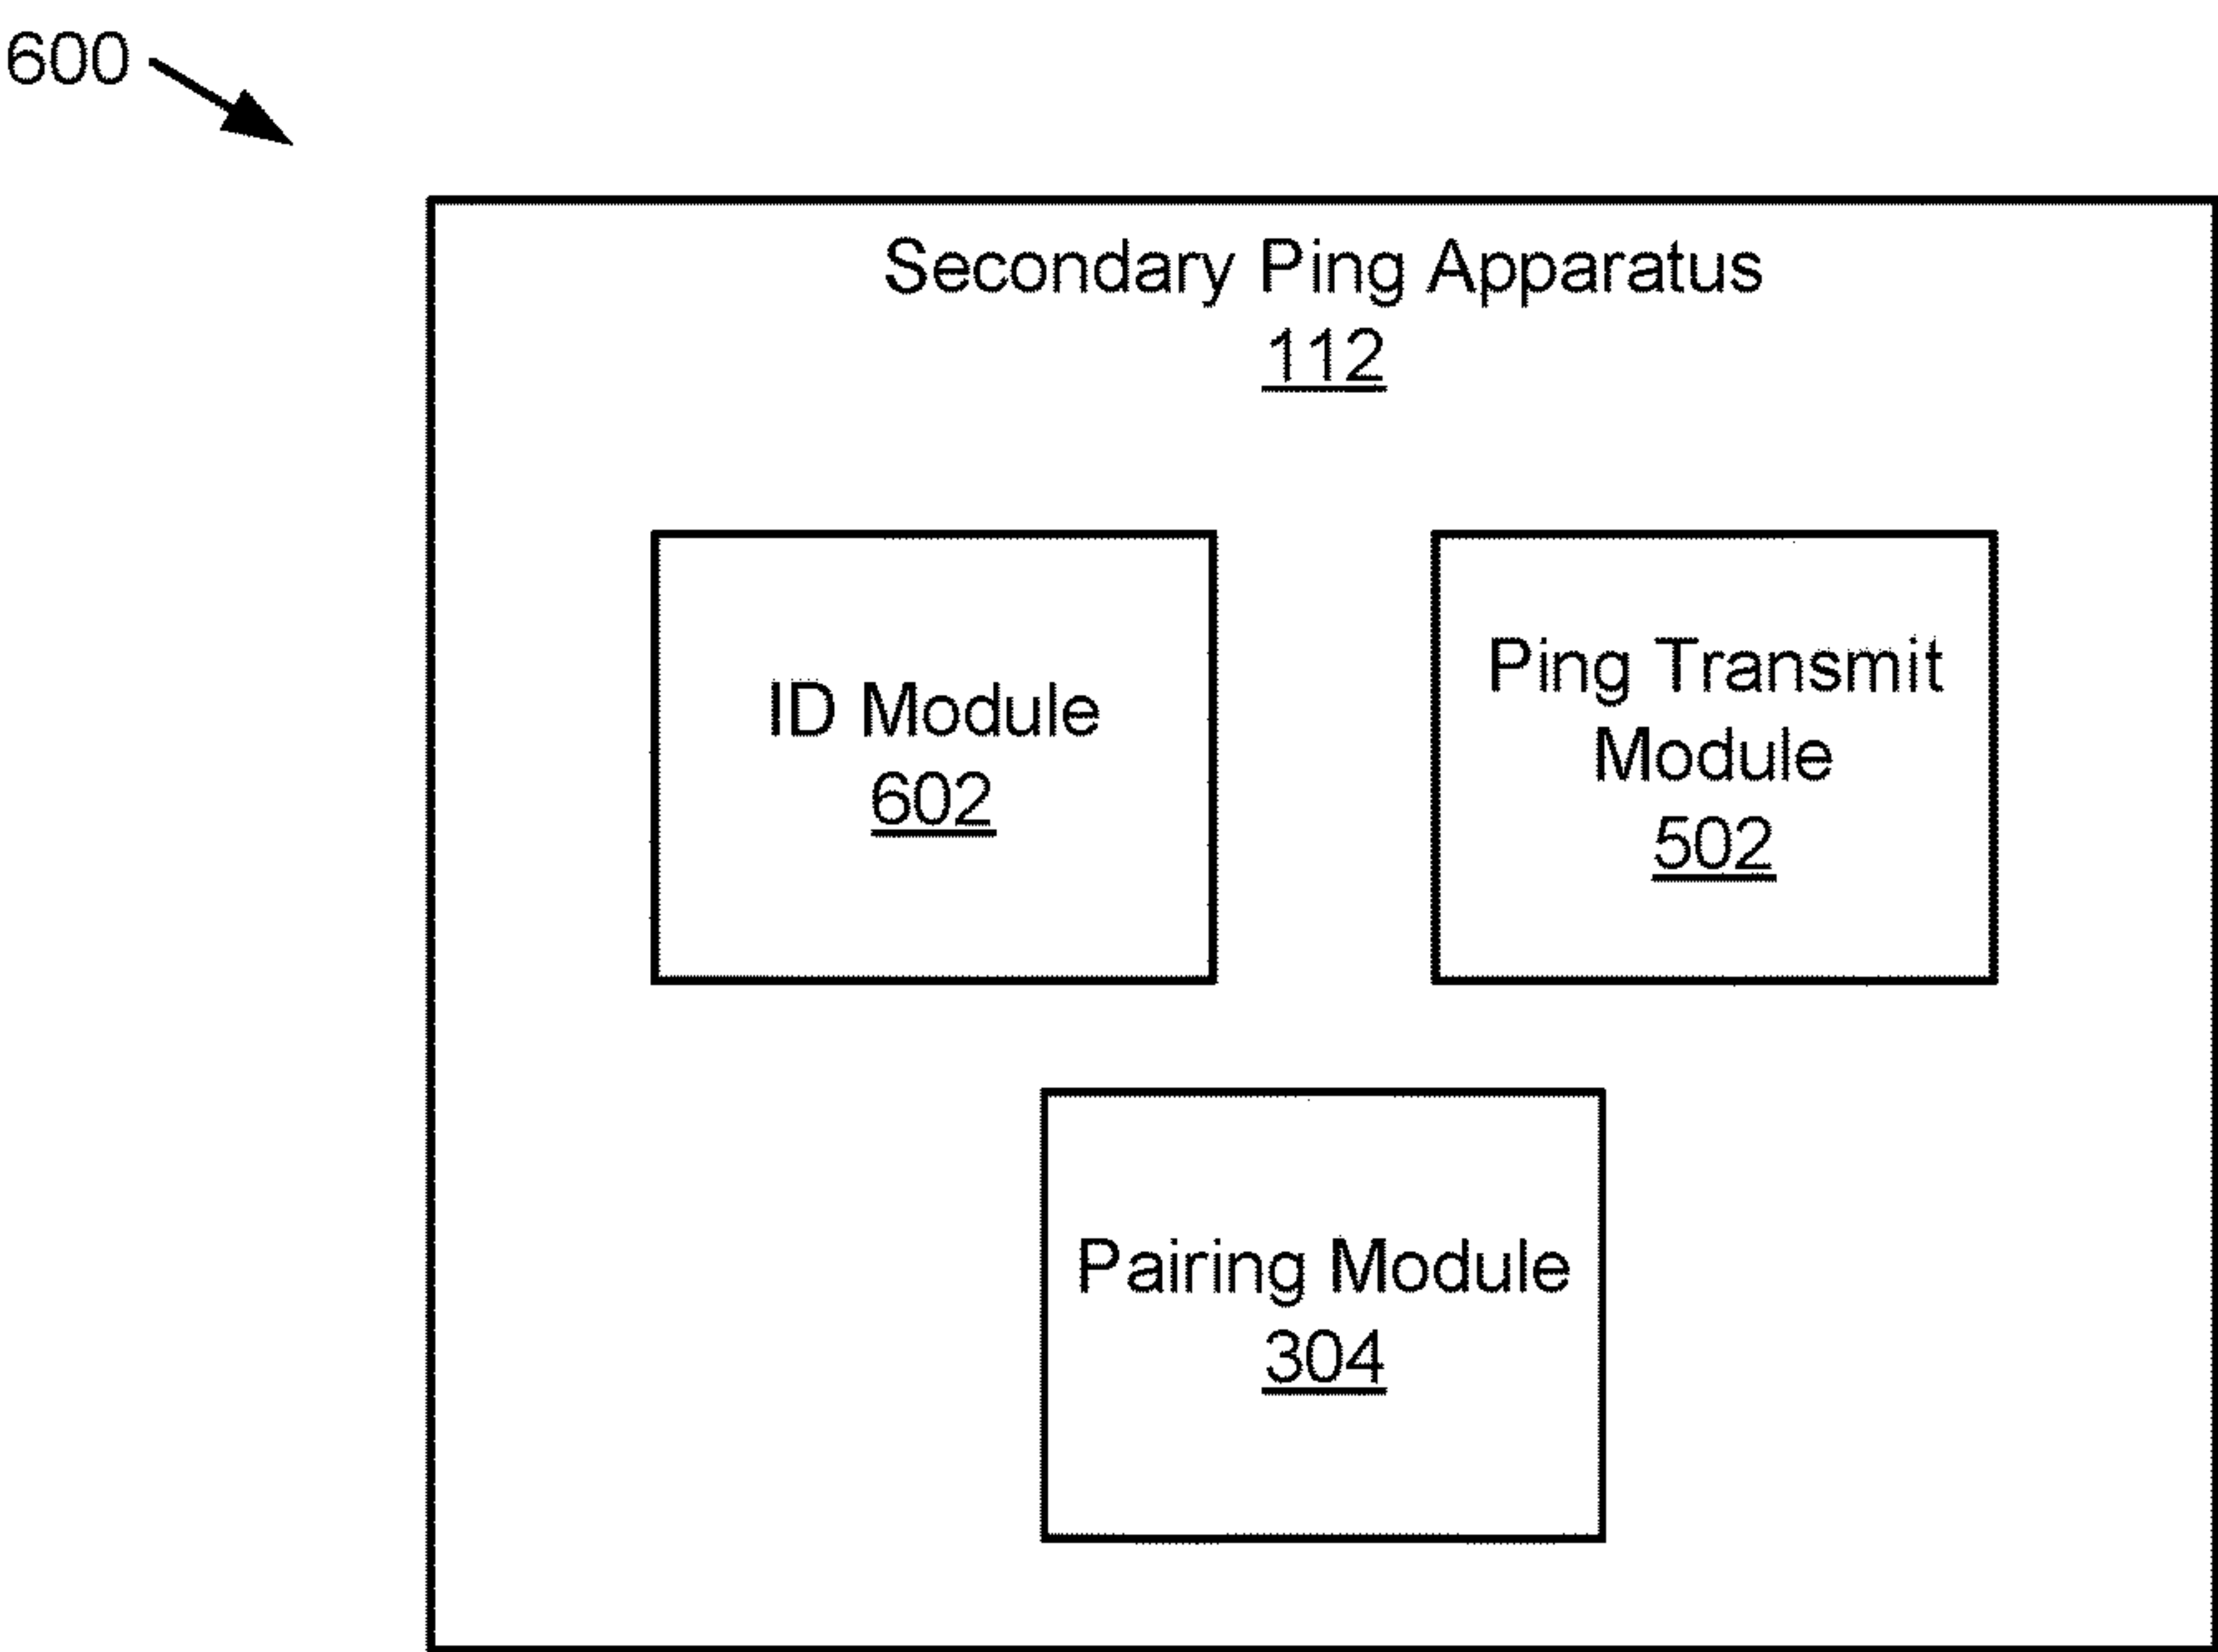 600
Secondary Ping Apparatus
112
ID Module
602
Ping Transmit
Module
502
Pairing Module
304